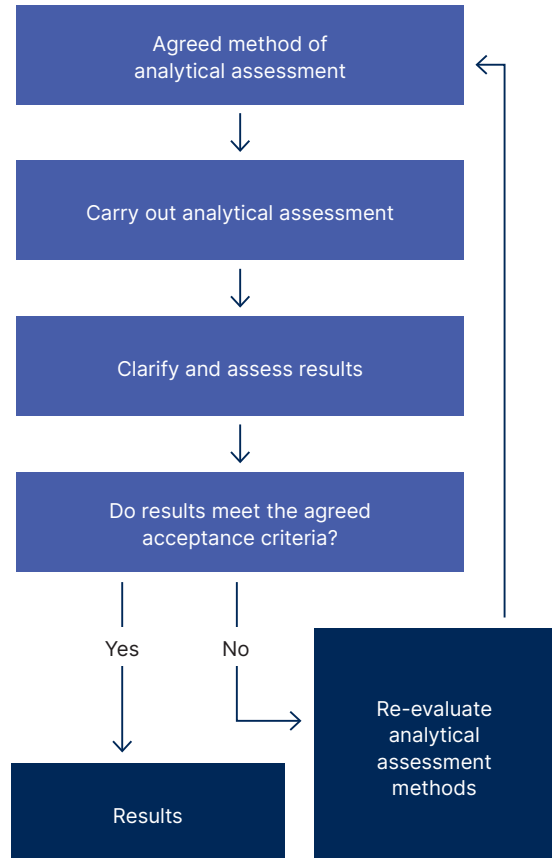 Agreed method of
analytical assessment
Carry out analytical assessment
Clarify and assess results
Do results meet the agreed
acceptance criteria?
Yes
No
Re-evaluate
analytical
assessment
methods
Results